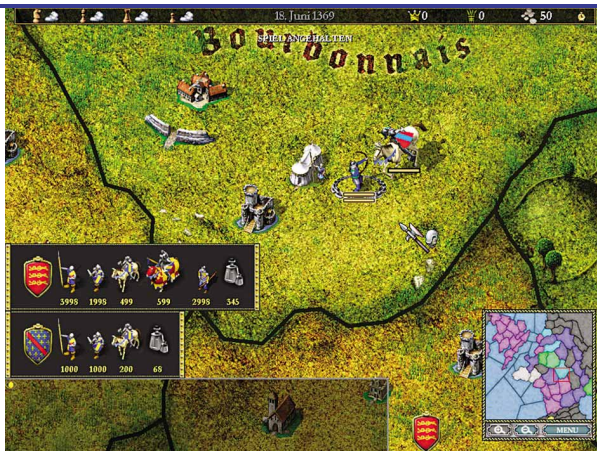 18. Juni 1369 0 0 50
Bourbonnais
SPIEL ANGEHALTEN
3998 1998 499 599 2998 345
1000 1000 200 68
MENU